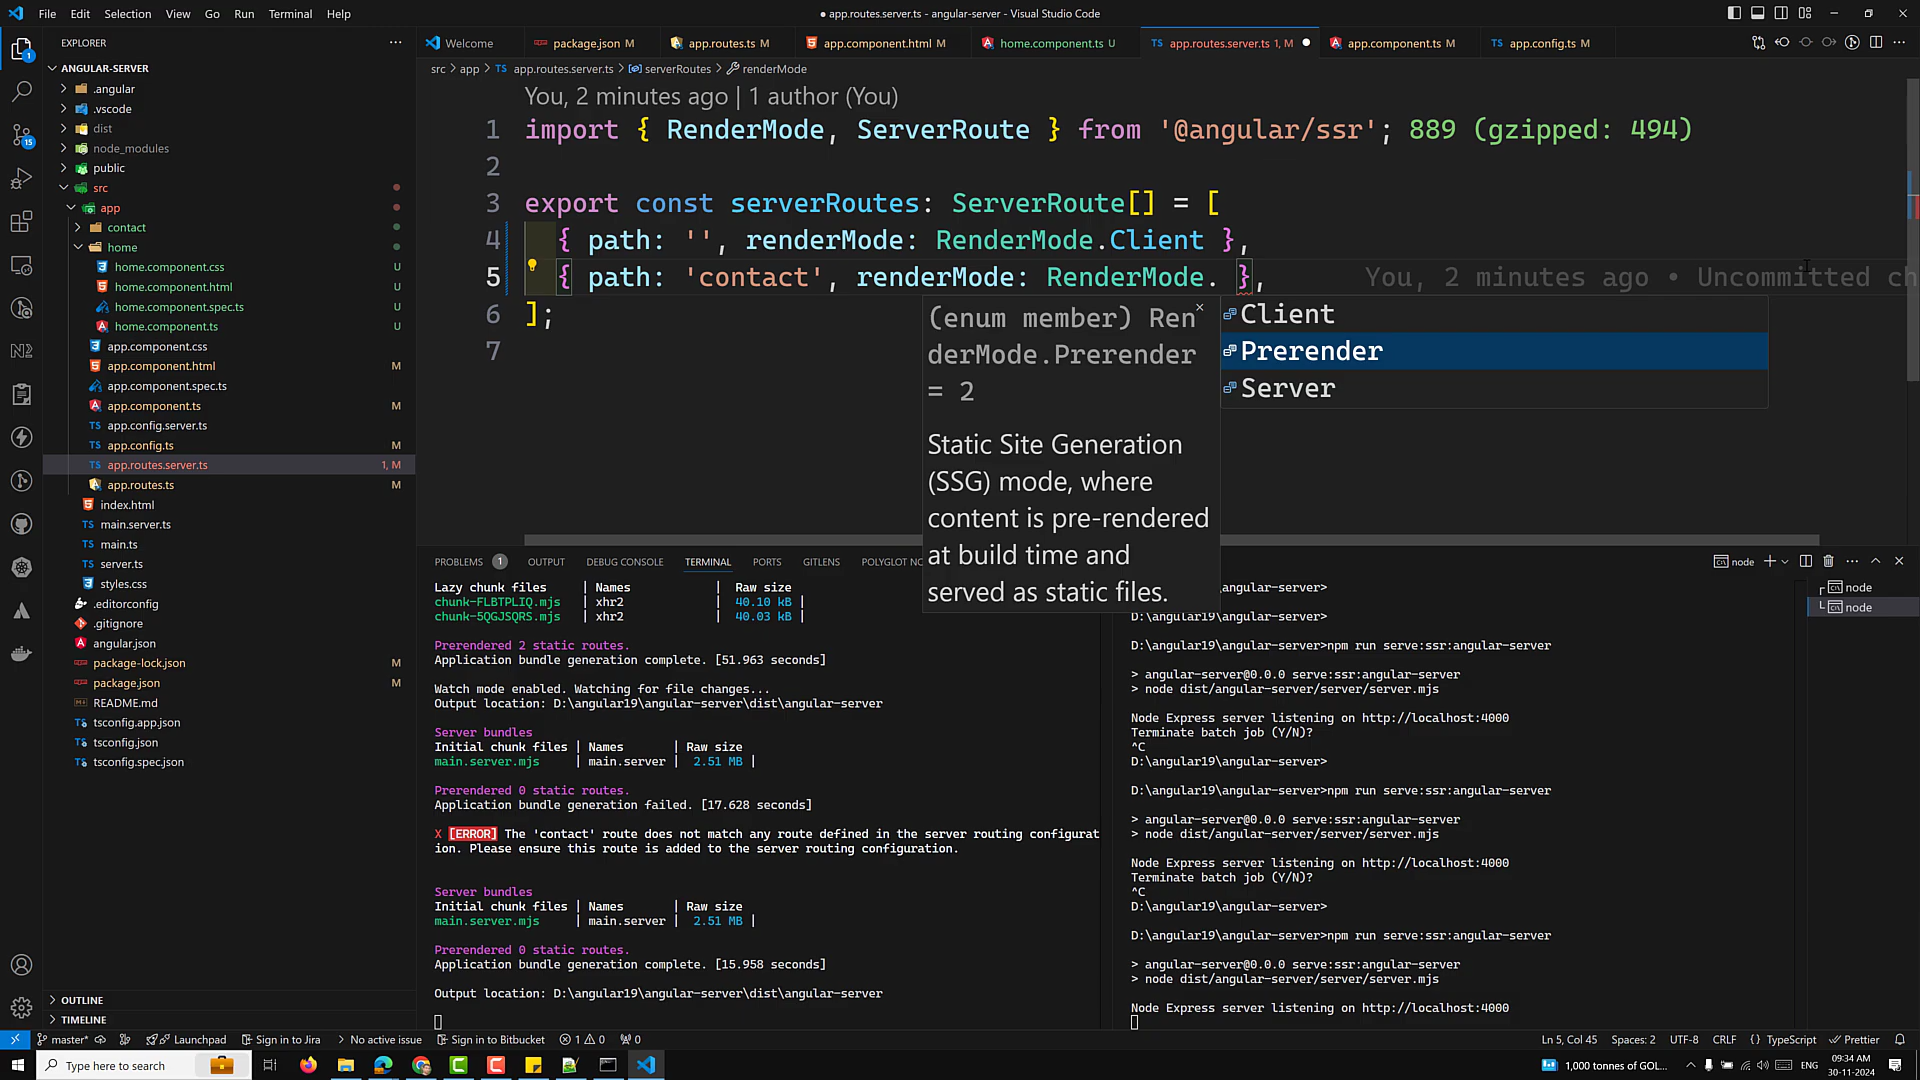 File Edit Selection View Go Run Terminal Help
● app.routes.server.ts - angular-server - Visual Studio Code
EXPLORER
Welcome
package.json M
app.routes.ts M
app.component.html M
home.component.ts U
app.routes.server.ts 1, M
app.component.ts M
app.config.ts M
src > app > TS app.routes.server.ts > serverRoutes > renderMode
ANGULAR-SERVER
.angular
.vscode
dist
node_modules
public
src
app
contact
home
home.component.css U
home.component.html U
home.component.spec.ts U
home.component.ts U
app.component.css
app.component.html M
app.component.spec.ts
app.component.ts M
app.config.server.ts
app.config.ts M
app.routes.server.ts 1, M
app.routes.ts M
index.html
main.server.ts
main.ts
server.ts
styles.css
.editorconfig
.gitignore
angular.json
package-lock.json M
package.json M
README.md
tsconfig.app.json
tsconfig.json
tsconfig.spec.json
OUTLINE
TIMELINE
You, 2 minutes ago | 1 author (You)
1 import { RenderMode, ServerRoute } from '@angular/ssr'; 889 (gzipped: 494)
2
3 export const serverRoutes: ServerRoute[] = [
4 { path: '', renderMode: RenderMode.Client },
5 { path: 'contact', renderMode: RenderMode. }, You, 2 minutes ago • Uncommitted ch
6 ];
7
(enum member) Ren
derMode.Prerender
= 2
Static Site Generation
(SSG) mode, where
content is pre-rendered
at build time and
served as static files.
Client
Prerender
Server
PROBLEMS 1 OUTPUT DEBUG CONSOLE TERMINAL PORTS GITLENS POLYGLOT NO
node
node
node
Lazy chunk files | Names | Raw size
chunk-FLBTPLIQ.mjs | xhr2 | 40.10 kB |
chunk-5QGJSQRS.mjs | xhr2 | 40.03 kB |
Prerendered 2 static routes.
Application bundle generation complete. [51.963 seconds]
Watch mode enabled. Watching for file changes...
Output location: D:\angular19\angular-server\dist\angular-server
Server bundles
Initial chunk files | Names | Raw size
main.server.mjs | main.server | 2.51 MB |
Prerendered 0 static routes.
Application bundle generation failed. [17.628 seconds]
X [ERROR] The 'contact' route does not match any route defined in the server routing configurat
ion. Please ensure this route is added to the server routing configuration.
Server bundles
Initial chunk files | Names | Raw size
main.server.mjs | main.server | 2.51 MB |
Prerendered 0 static routes.
Application bundle generation complete. [15.958 seconds]
Output location: D:\angular19\angular-server\dist\angular-server
-server>
D:\angular19\angular-server>
D:\angular19\angular-server>npm run serve:ssr:angular-server
> angular-server@0.0.0 serve:ssr:angular-server
> node dist/angular-server/server/server.mjs
Node Express server listening on http://localhost:4000
Terminate batch job (Y/N)?
^C
D:\angular19\angular-server>
D:\angular19\angular-server>npm run serve:ssr:angular-server
> angular-server@0.0.0 serve:ssr:angular-server
> node dist/angular-server/server/server.mjs
Node Express server listening on http://localhost:4000
Terminate batch job (Y/N)?
^C
D:\angular19\angular-server>
D:\angular19\angular-server>npm run serve:ssr:angular-server
> angular-server@0.0.0 serve:ssr:angular-server
> node dist/angular-server/server/server.mjs
Node Express server listening on http://localhost:4000
master* Launchpad Sign in to Jira No active issue Sign in to Bitbucket 1 0 0
Ln 5, Col 45 Spaces: 2 UTF-8 CRLF {} TypeScript Prettier
Type here to search
1,000 tonnes of GOL...
ENG
09:34 AM
30-11-2024